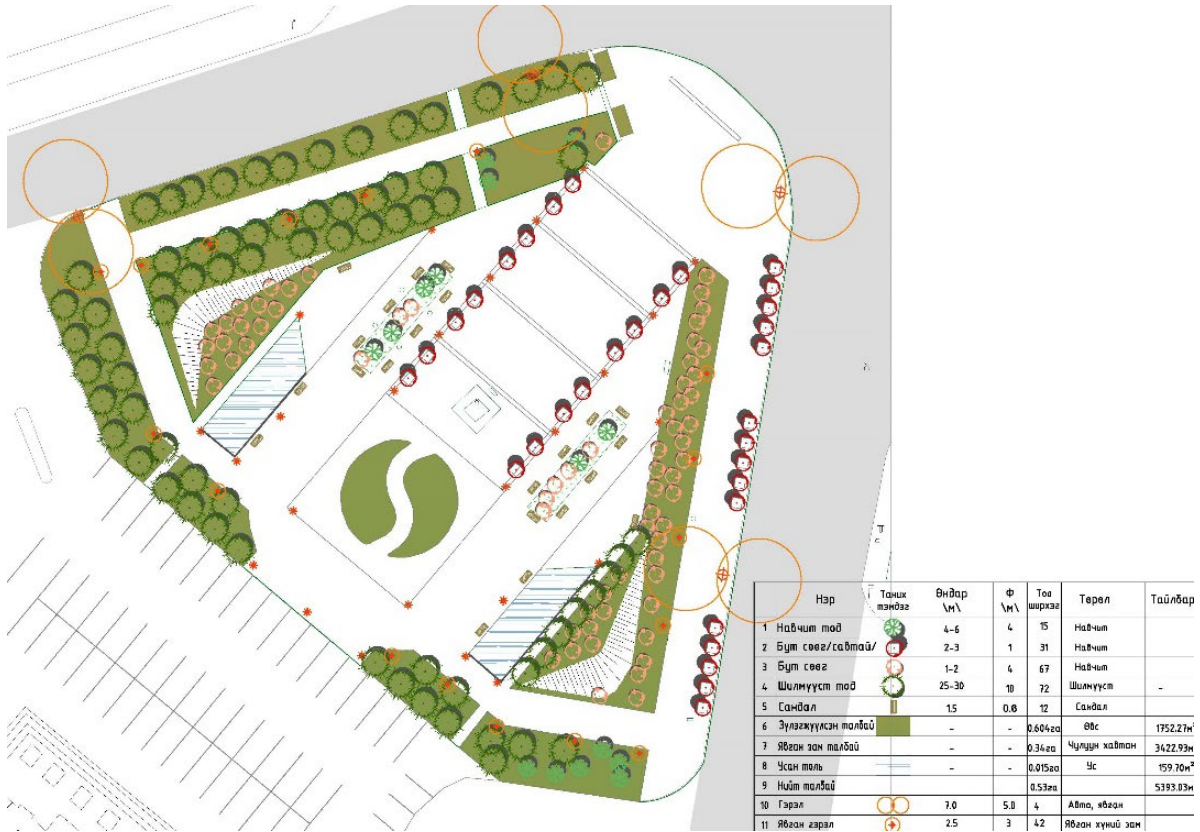 Нэр Таних тэмдэг Өндар \м\ Ф \м\ Тоо ширхэг Төрөл Тайлбар
1 Навчит мод 4-6 4 15 Навчит
2 Бут сөөг/савтай/ 2-3 1 31 Навчит
3 Бут сөөг 1-2 4 67 Навчит
4 Шилмүүст мод 25-30 10 72 Шилмүүст -
5 Сандал 1.5 0.8 12 Сандал
6 Зүлэгжүүлсэн талбай - - 0.604га Өвс 1752.27м²
7 Явган зам талбай - - 0.34га Чулуун хавтан 3422.93м
8 Усан толь - - 0.015га Ус 159.70м²
9 Нийт талбай 0.53га 5393.03м
10 Гэрэл 7.0 5.0 4 Авто, явган
11 Явган гэрэл 2.5 3 42 Явган хүний зам